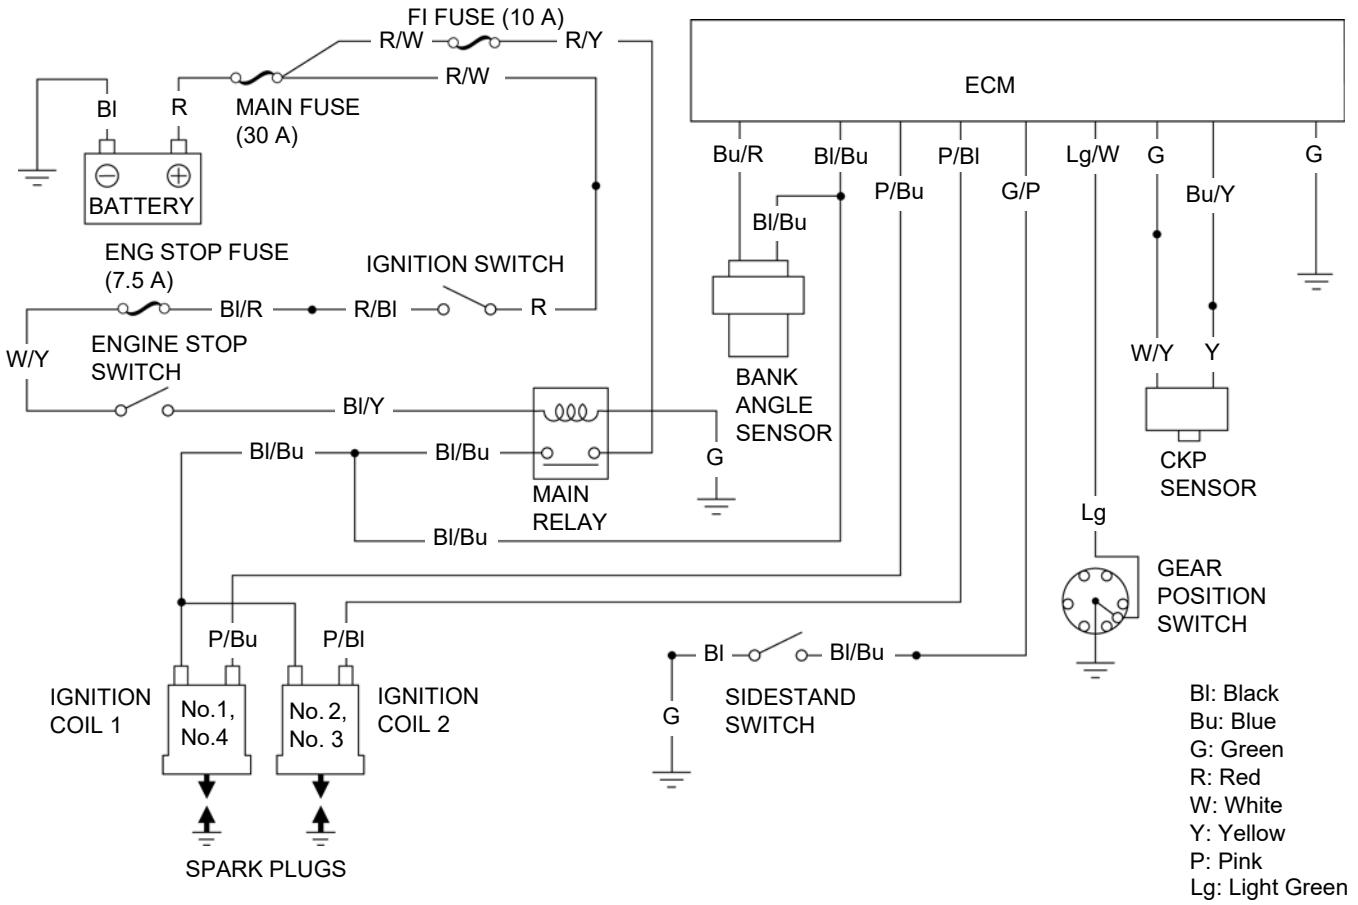 FI FUSE (10 A)
R/W
R/Y
R/W
Bl
R
MAIN FUSE
(30 A)
BATTERY
ECM
Bu/R
Bl/Bu
P/Bu
P/Bl
G/P
Lg/W
G
Bu/Y
G
Bl/Bu
ENG STOP FUSE
(7.5 A)
IGNITION SWITCH
Bl/R
R/Bl
R
W/Y
ENGINE STOP
SWITCH
Bl/Y
BANK
ANGLE
SENSOR
W/Y
Y
CKP
SENSOR
Bl/Bu
Bl/Bu
G
MAIN
RELAY
Bl/Bu
Lg
GEAR
POSITION
SWITCH
P/Bu
P/Bl
Bl
Bl/Bu
SIDESTAND
SWITCH
G
IGNITION
COIL 1
No.1,
No.4
No. 2,
No. 3
IGNITION
COIL 2
SPARK PLUGS
Bl: Black
Bu: Blue
G: Green
R: Red
W: White
Y: Yellow
P: Pink
Lg: Light Green